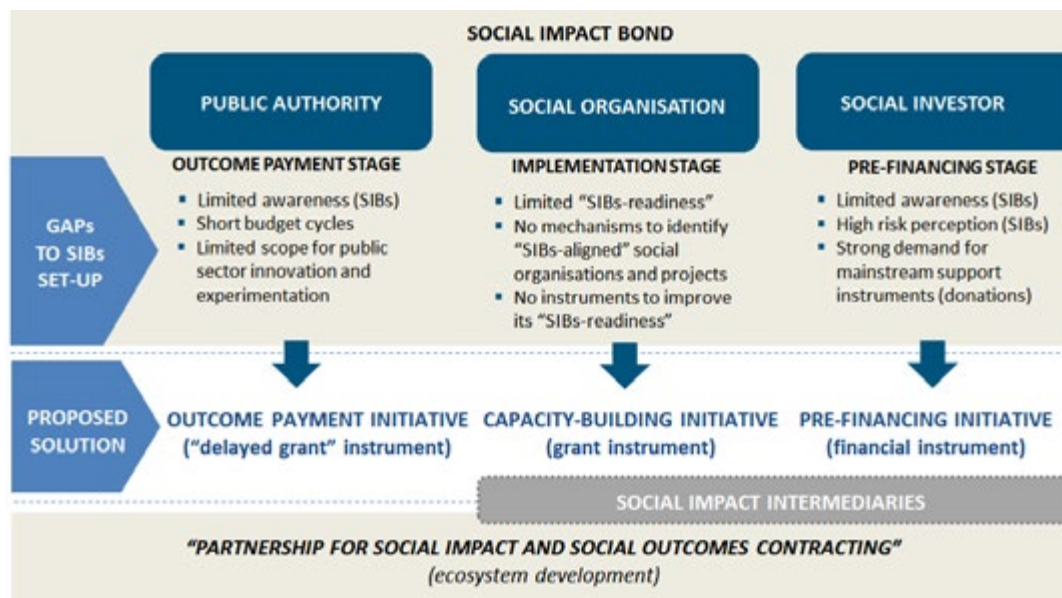 SOCIAL IMPACT BOND
PUBLIC AUTHORITY
SOCIAL ORGANISATION
SOCIAL INVESTOR
GAPs
TO SIBs
SET-UP
OUTCOME PAYMENT STAGE
▪ Limited awareness (SIBs)
▪ Short budget cycles
▪ Limited scope for public
sector innovation and
experimentation
IMPLEMENTATION STAGE
▪ Limited “SIBs-readiness”
▪ No mechanisms to identify
“SIBs-aligned” social
organisations and projects
▪ No instruments to improve
its “SIBs-readiness”
PRE-FINANCING STAGE
▪ Limited awareness (SIBs)
▪ High risk perception (SIBs)
▪ Strong demand for
mainstream support
instruments (donations)
PROPOSED
SOLUTION
OUTCOME PAYMENT INITIATIVE
(“delayed grant” instrument)
CAPACITY-BUILDING INITIATIVE
(grant instrument)
PRE-FINANCING INITIATIVE
(financial instrument)
SOCIAL IMPACT INTERMEDIARIES
“PARTNERSHIP FOR SOCIAL IMPACT AND SOCIAL OUTCOMES CONTRACTING”
(ecosystem development)